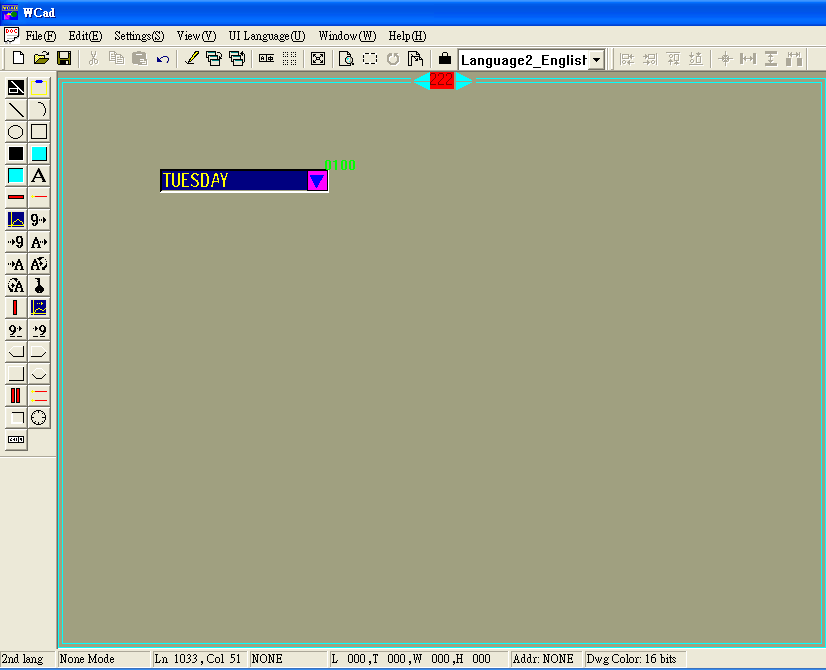 WCad
File(F) Edit(E) Settings(S) View(V) UI Language(U) Window(W) Help(H)
Language2_English
222
D100
TUESDAY
2nd lang None Mode Ln 1033, Col 51 NONE L 000,T 000,W 000,H 000 Addr: NONE Dwg Color: 16 bits